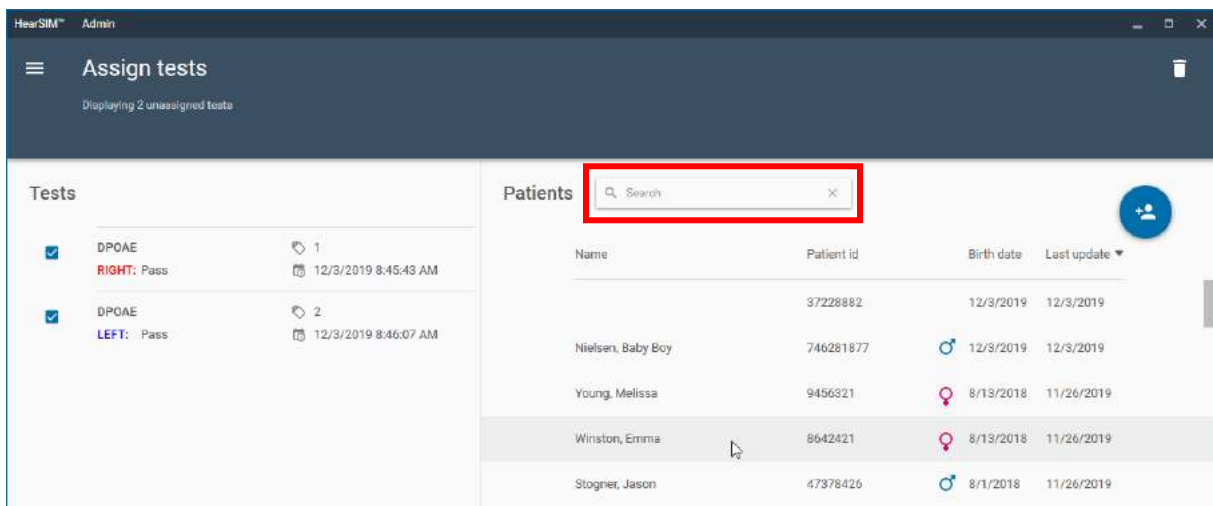 HearSIM™ Admin
Assign tests
Displaying 2 unassigned tests
Tests
DPOAE 1
RIGHT: Pass 12/3/2019 8:45:43 AM
DPOAE 2
LEFT: Pass 12/3/2019 8:46:07 AM
Patients Search
Name Patient id Birth date Last update
37228882 12/3/2019 12/3/2019
Nielsen, Baby Boy 746281877 12/3/2019 12/3/2019
Young, Melissa 9456321 8/13/2018 11/26/2019
Winston, Emma 8642421 8/13/2018 11/26/2019
Stogner, Jason 47378426 8/1/2018 11/26/2019